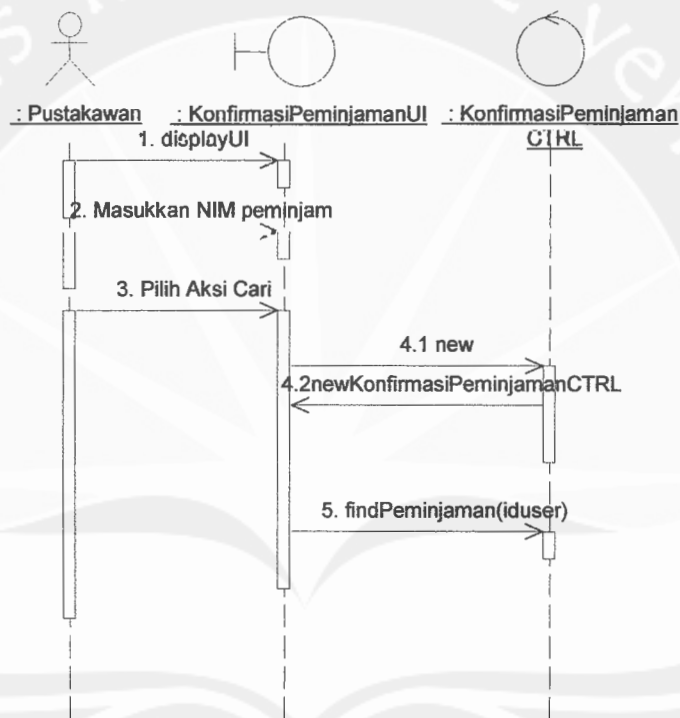 : Pustakawan : KonfirmasiPeminjamanUI : KonfirmasiPeminjaman
CTRL
1. displayUI
2. Masukkan NIM peminjam
3. Pilih Aksi Cari
4.1 new
4.2newKonfirmasiPeminjamanCTRL
5. findPeminjaman(iduser)